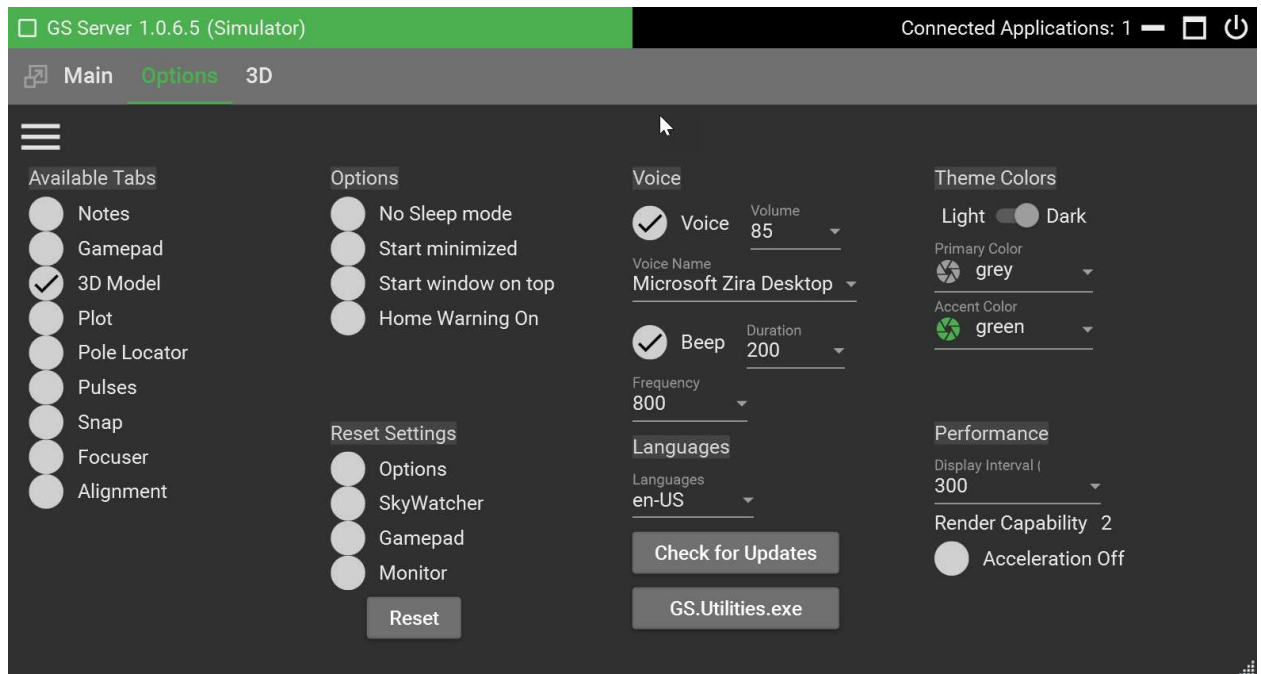 GS Server 1.0.6.5 (Simulator)
Connected Applications: 1
Main Options 3D
Available Tabs
Notes
Gamepad
3D Model
Plot
Pole Locator
Pulses
Snap
Focuser
Alignment
Options
No Sleep mode
Start minimized
Start window on top
Home Warning On
Reset Settings
Options
SkyWatcher
Gamepad
Monitor
Reset
Voice
Voice
Volume
85
Voice Name
Microsoft Zira Desktop
Beep
Duration
200
Frequency
800
Languages
Languages
en-US
Check for Updates
GS.Utilities.exe
Theme Colors
Light Dark
Primary Color
grey
Accent Color
green
Performance
Display Interval (
300
Render Capability 2
Acceleration Off